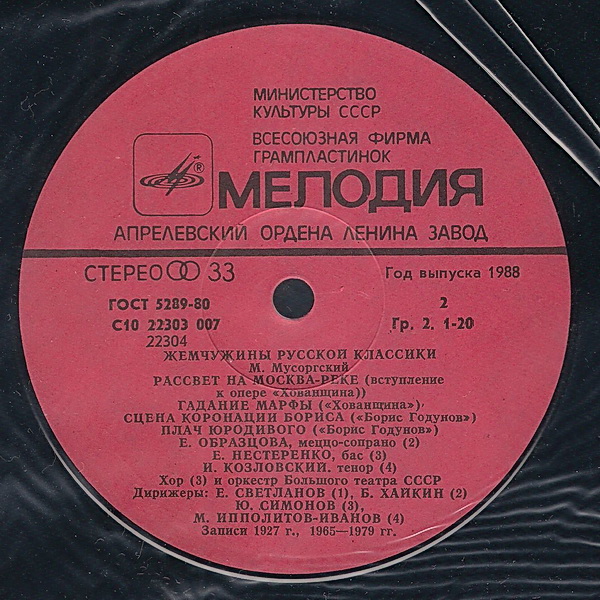 МИНИСТЕРСТВО
КУЛЬТУРЫ СССР
ВСЕСОЮЗНАЯ ФИРМА
ГРАМПЛАСТИНОК
®
МЕЛОДИЯ
АПРЕЛЕВСКИЙ ОРДЕНА ЛЕНИНА ЗАВОД
СТЕРЕО 33
Год выпуска 1988
ГОСТ 5289-80
2
С10 22303 007
Гр. 2. 1-20
22304
ЖЕМЧУЖИНЫ РУССКОЙ КЛАССИКИ
М. Мусоргский
РАССВЕТ НА МОСКВА-РЕКЕ (вступление
к опере «Хованщина»)
ГАДАНИЕ МАРФЫ («Хованщина»)
СЦЕНА КОРОНАЦИИ БОРИСА («Борис Годунов»)
ПЛАЧ ЮРОДИВОГО («Борис Годунов»)
Е. ОБРАЗЦОВА, меццо-сопрано (2)
Е. НЕСТЕРЕНКО, бас (3)
И. КОЗЛОВСКИЙ. тенор (4)
Хор (3) и оркестр Большого театра СССР
Дирижеры: Е. СВЕТЛАНОВ (1), Б. ХАЙКИН (2)
Ю. СИМОНОВ (3),
М. ИППОЛИТОВ-ИВАНОВ (4)
Записи 1927 г., 1965—1979 гг.